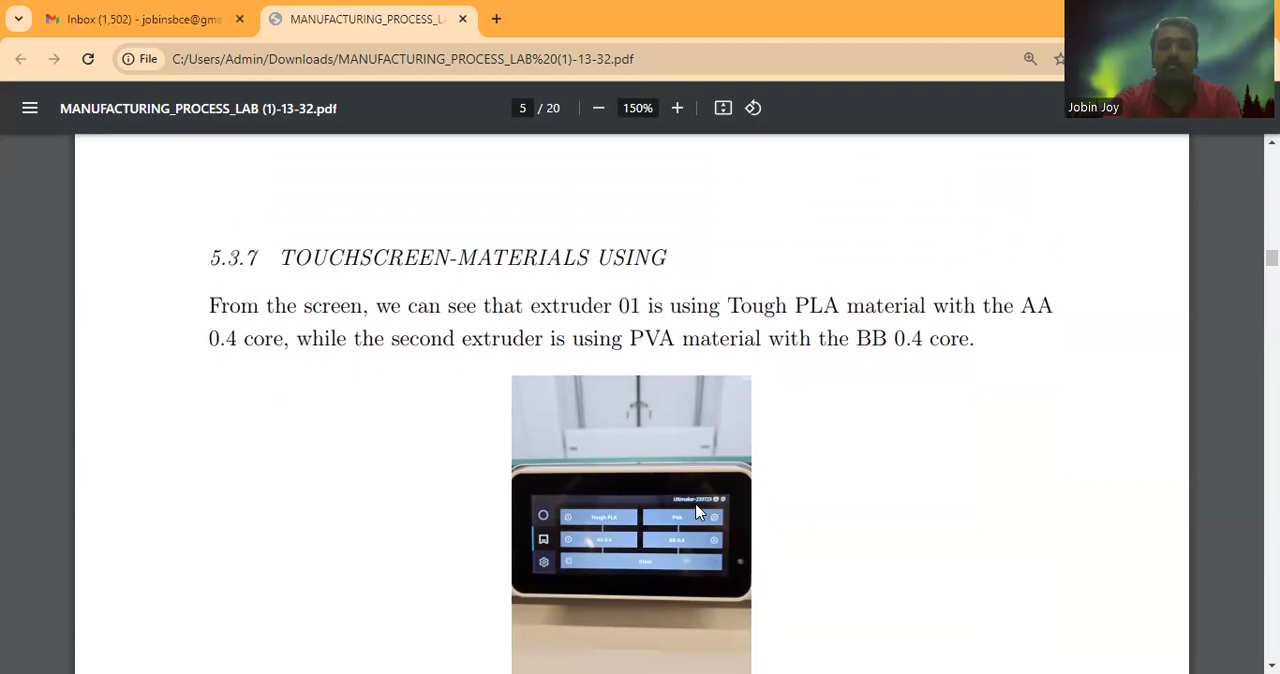 Inbox (1,502) - jobinsbce@gm
MANUFACTURING_PROCESS_L
File
C:/Users/Admin/Downloads/MANUFACTURING_PROCESS_LAB%20(1)-13-32.pdf
Jobin Joy
MANUFACTURING_PROCESS_LAB (1)-13-32.pdf
5 / 20
150%
5.3.7 TOUCHSCREEN-MATERIALS USING
From the screen, we can see that extruder 01 is using Tough PLA material with the AA
0.4 core, while the second extruder is using PVA material with the BB 0.4 core.
Tough PLA
PVA
AA 0.4
BB 0.4
Glass